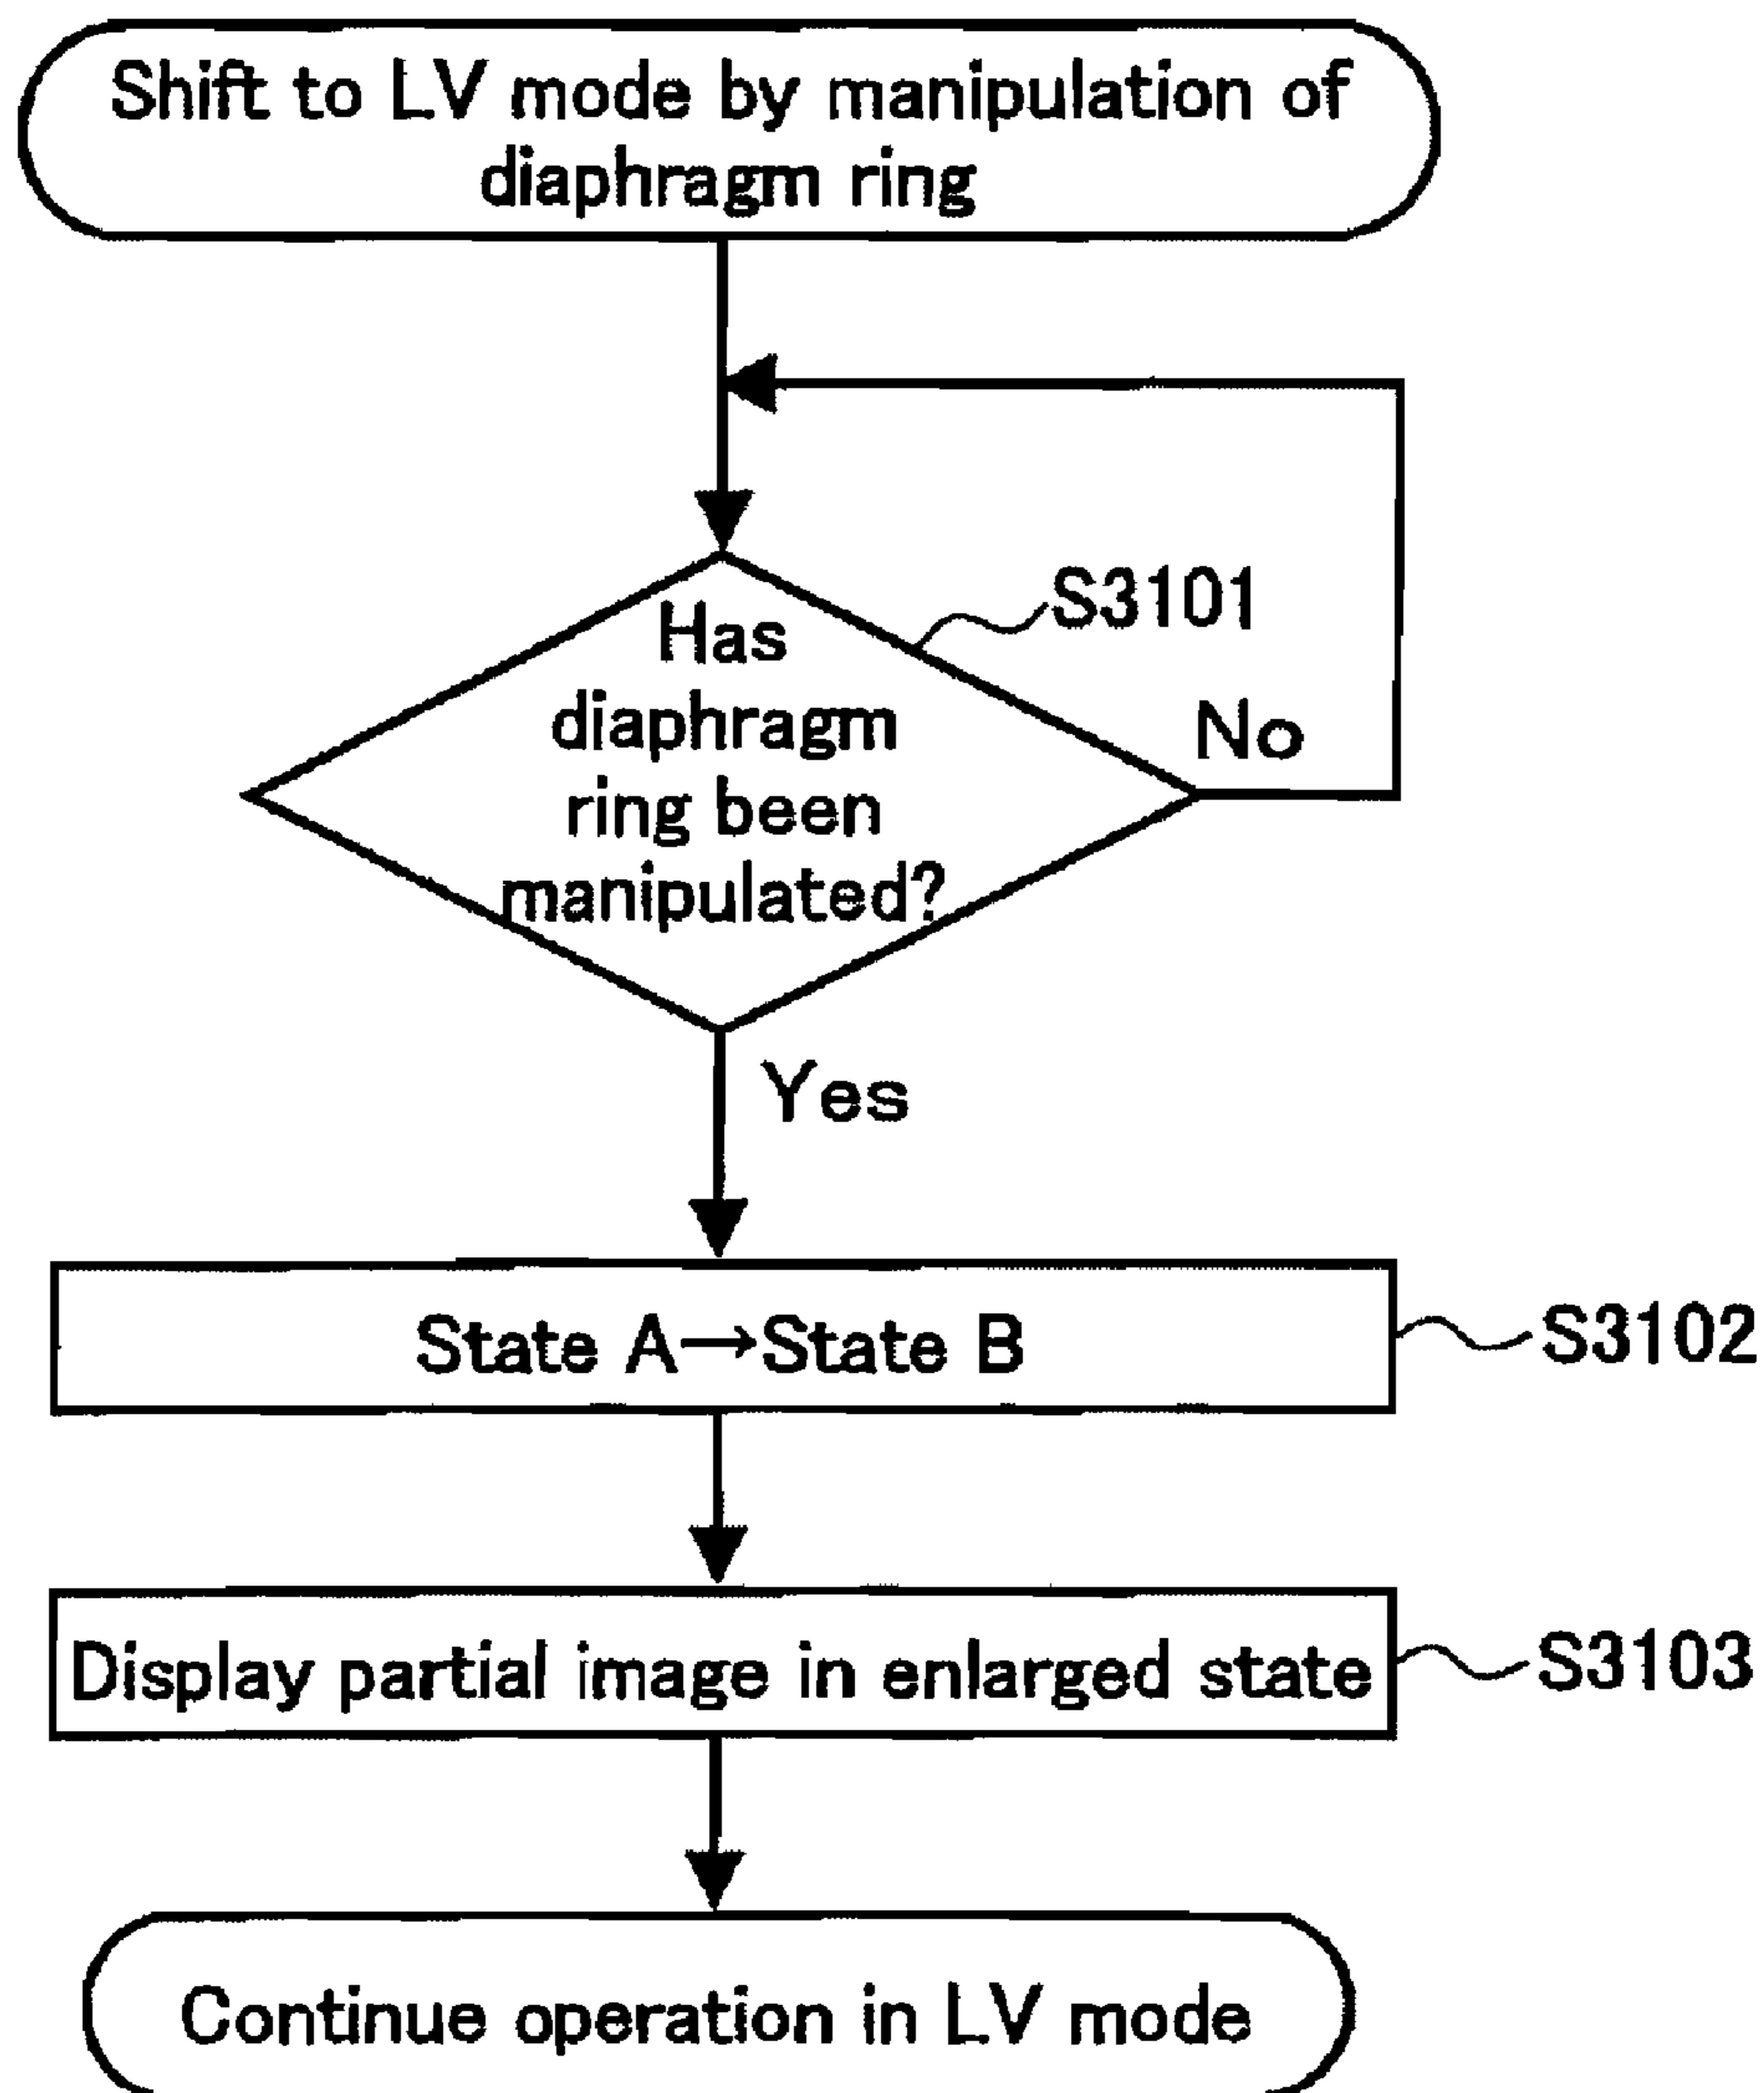 Shift to LV mode by manipulation of
diaphragm ring
S3101
Has
diaphragm
ring been
manipulated?
No
Yes
State A→State B
S3102
Display partial image in enlarged state
S3103
Continue operation in LV mode